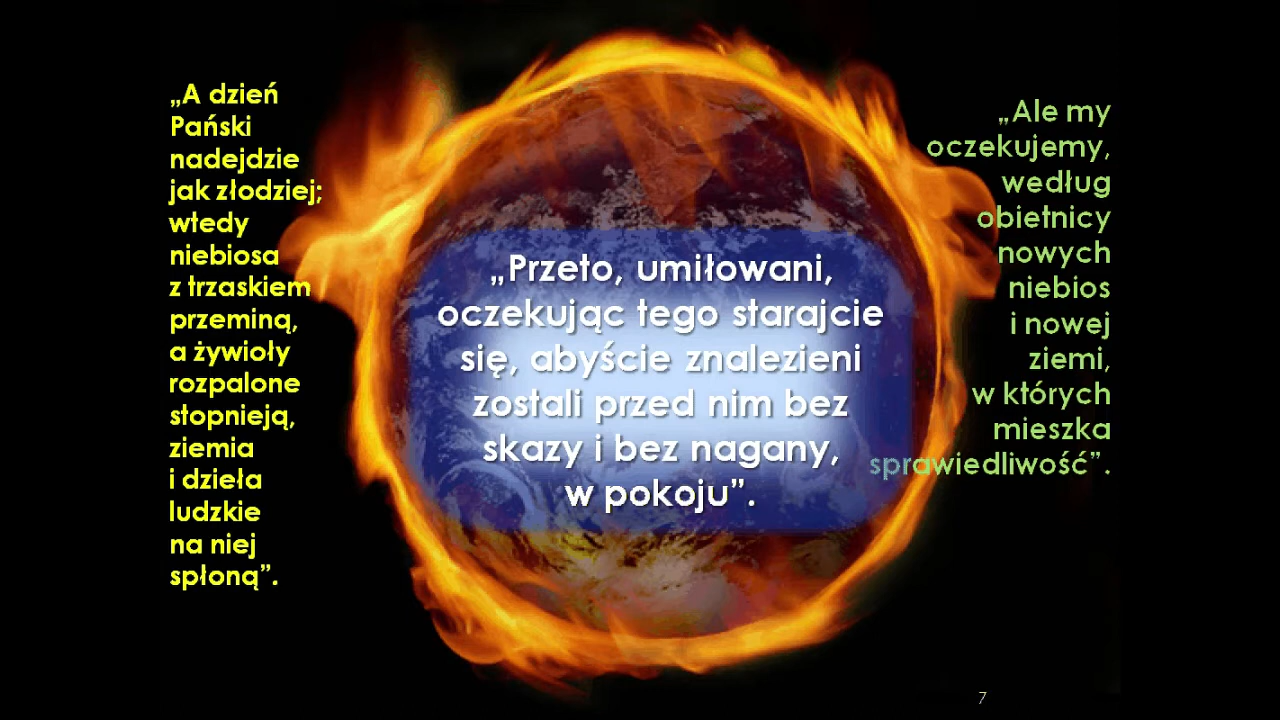 „A dzień
Pański
nadejdzie
jak złodziej;
wtedy
niebiosa
z trzaskiem
przeminą,
a żywioły
rozpalone
stopnieją,
ziemia
i dzieła
ludzkie
na niej
spłoną”.
„Przeto, umiłowani,
oczekując tego starajcie
się, abyście znalezieni
zostali przed nim bez
skazy i bez nagany,
w pokoju”.
„Ale my
oczekujemy,
według
obietnicy
nowych
niebios
i nowej
ziemi,
w których
mieszka
sprawiedliwość”.
7